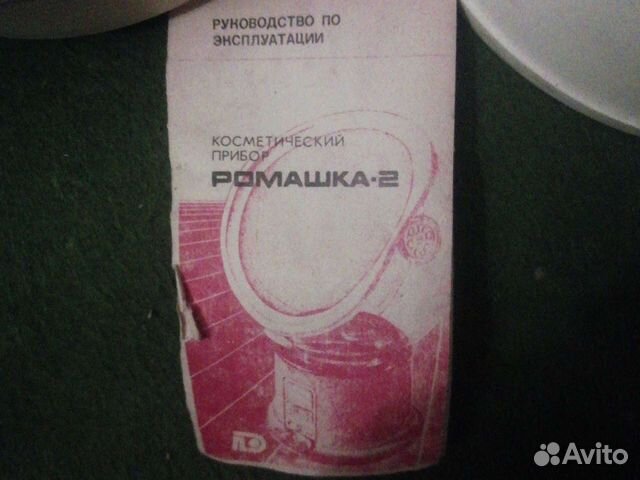 РУКОВОДСТВО ПО
ЭКСПЛУАТАЦИИ
КОСМЕТИЧЕСКИЙ
ПРИБОР
РОМАШКА-2
Avito